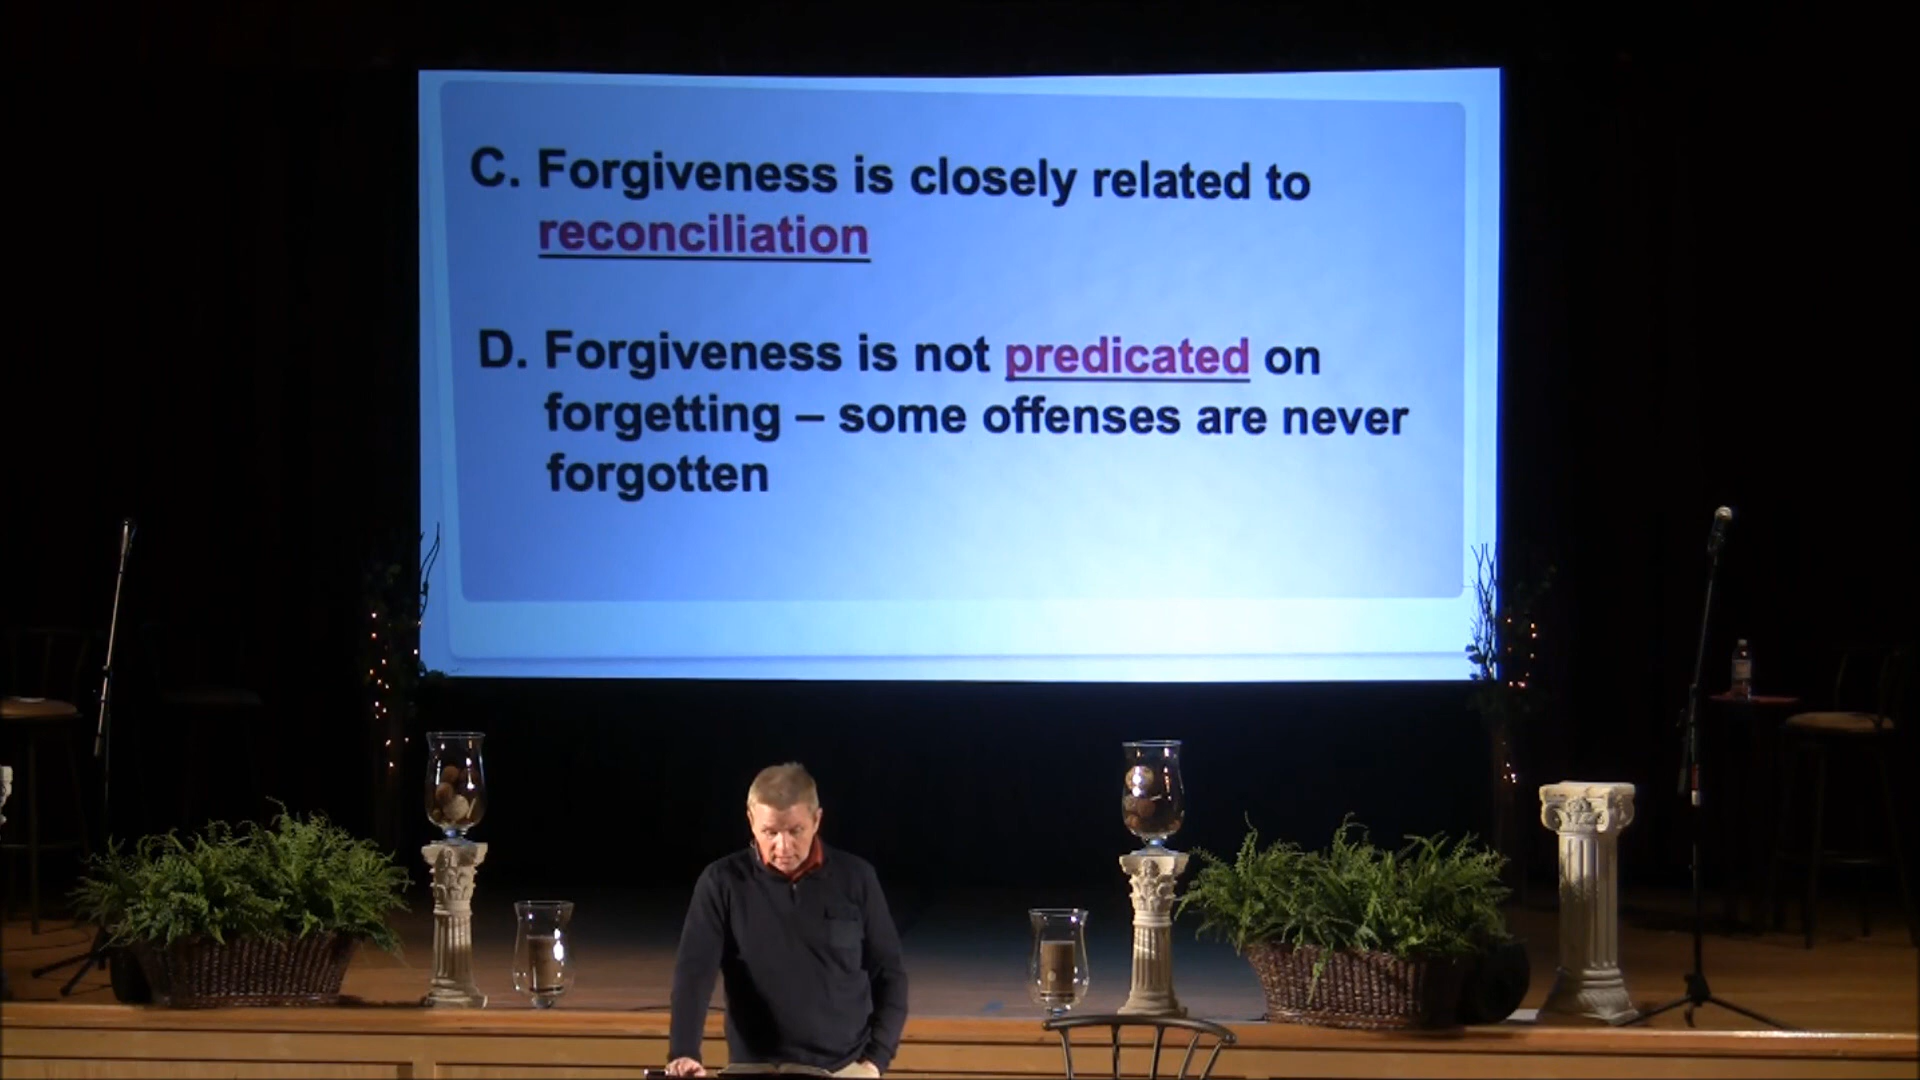 C. Forgiveness is closely related to
reconciliation
D. Forgiveness is not predicated on
forgetting – some offenses are never
forgotten